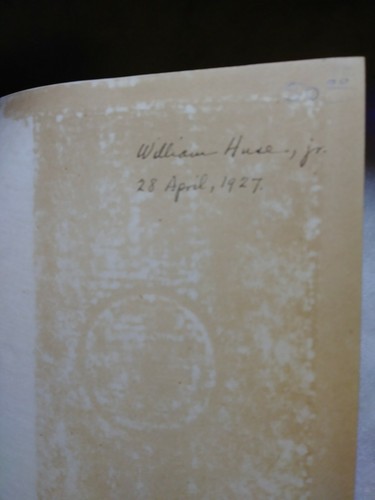 William Huse, jr.
28 April, 1927.